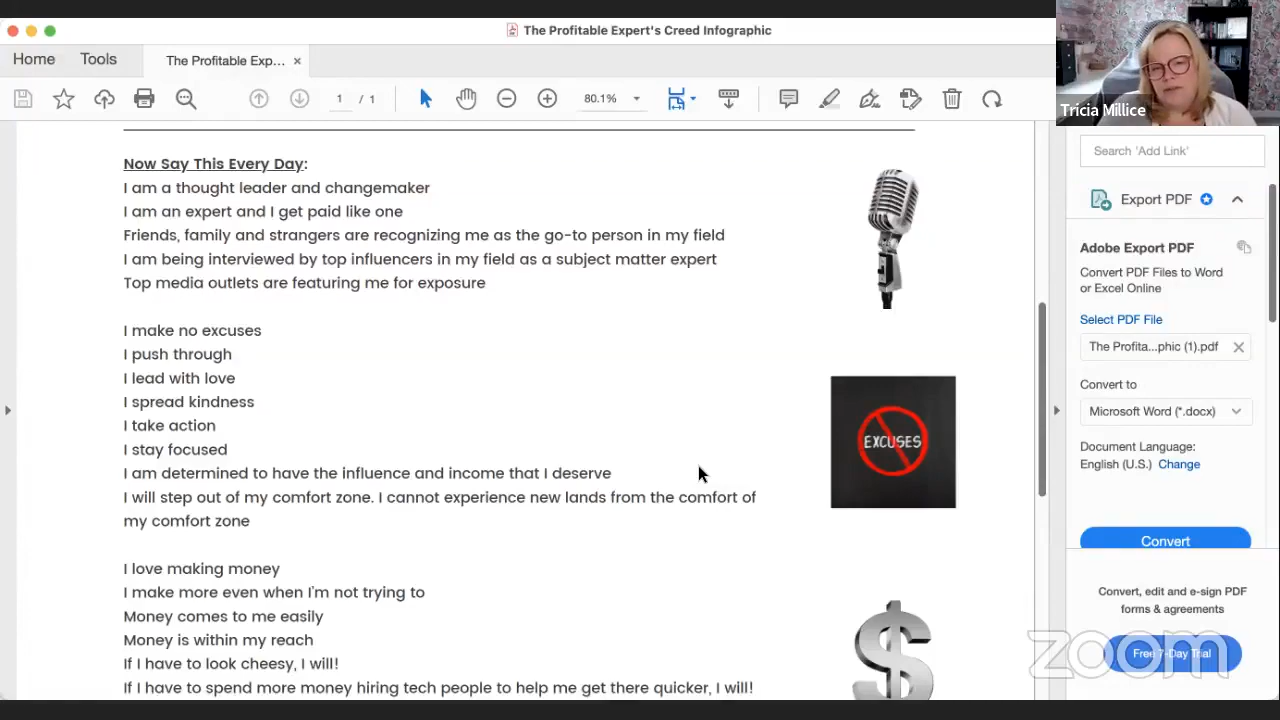 The Profitable Expert's Creed Infographic
Home
Tools
The Profitable Exp...
1
/ 1
80.1%
Tricia Millice
Now Say This Every Day:
I am a thought leader and changemaker
I am an expert and I get paid like one
Friends, family and strangers are recognizing me as the go-to person in my field
I am being interviewed by top influencers in my field as a subject matter expert
Top media outlets are featuring me for exposure
I make no excuses
I push through
I lead with love
I spread kindness
I take action
I stay focused
I am determined to have the influence and income that I deserve
I will step out of my comfort zone. I cannot experience new lands from the comfort of
my comfort zone
EXCUSES
I love making money
I make more even when I'm not trying to
Money comes to me easily
Money is within my reach
If I have to look cheesy, I will!
If I have to spend more money hiring tech people to help me get there quicker, I will!
Search 'Add Link'
Export PDF
Adobe Export PDF
Convert PDF Files to Word
or Excel Online
Select PDF File
The Profita...phic (1).pdf
Convert to
Microsoft Word (*.docx)
Document Language:
English (U.S.) Change
Convert
Convert, edit and e-sign PDF
forms & agreements
Free 7-Day Trial
zoom